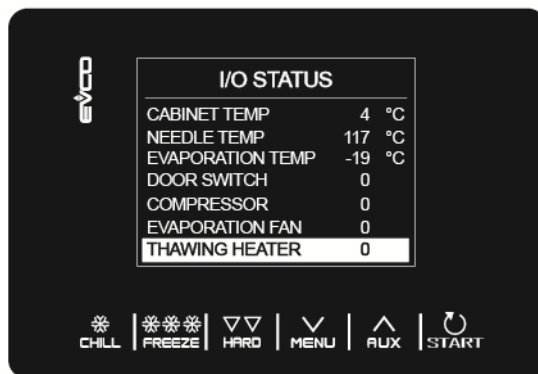 EVCO
I/O STATUS
CABINET TEMP 4 °C
NEEDLE TEMP 117 °C
EVAPORATION TEMP -19 °C
DOOR SWITCH 0
COMPRESSOR 0
EVAPORATION FAN 0
THAWING HEATER 0
CHILL FREEZE HARD MENU AUX START